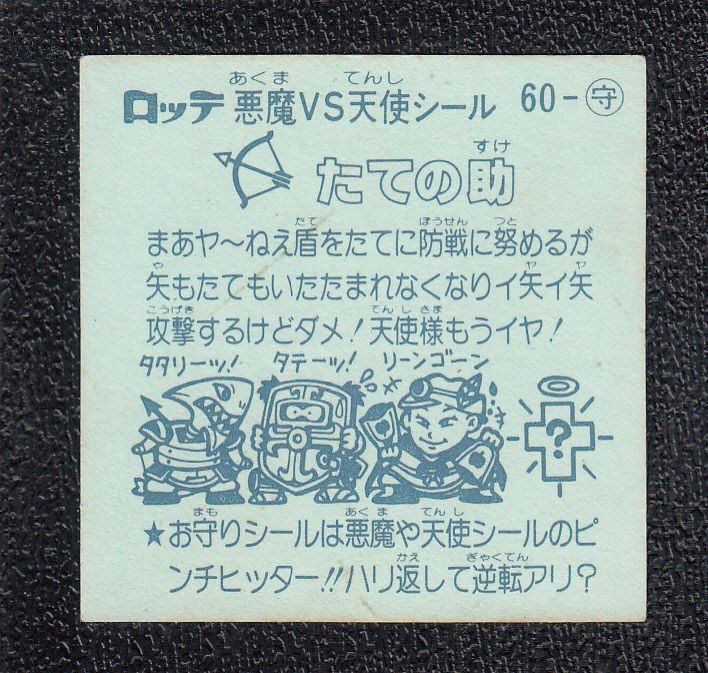 ロッテ 悪魔VS天使シール 60-守
あくま てんし
たての助
すけ
まあヤ〜ねえ盾をたてに防戦に努めるが
たて ぼうせん つと
矢もたてもいたたまれなくなりイ矢イ矢
や ヤ ヤ
攻撃するけどダメ!天使様もうイヤ!
こうげき てんしさま
タタリーッ! タテーッ! リーンゴーン
?
★お守りシールは悪魔や天使シールのピ
まも あくま てんし
ンチヒッター!!ハリ返して逆転アリ?
かえ ぎゃくてん